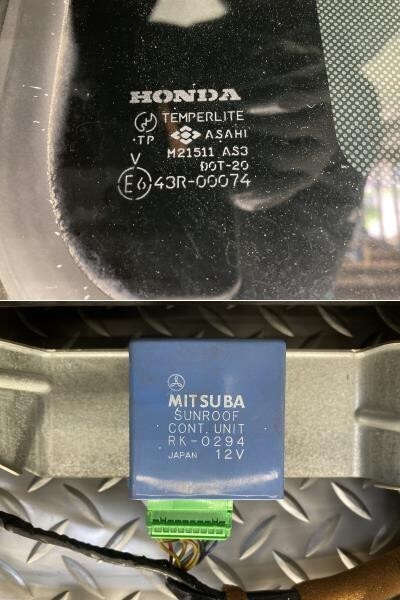 HONDA
TEMPERLITE
TP
ASAHI
M21511 AS3
V
DOT-20
E6 43R-00074
MITSUBA
SUNROOF
CONT. UNIT
RK-0294
JAPAN 12V